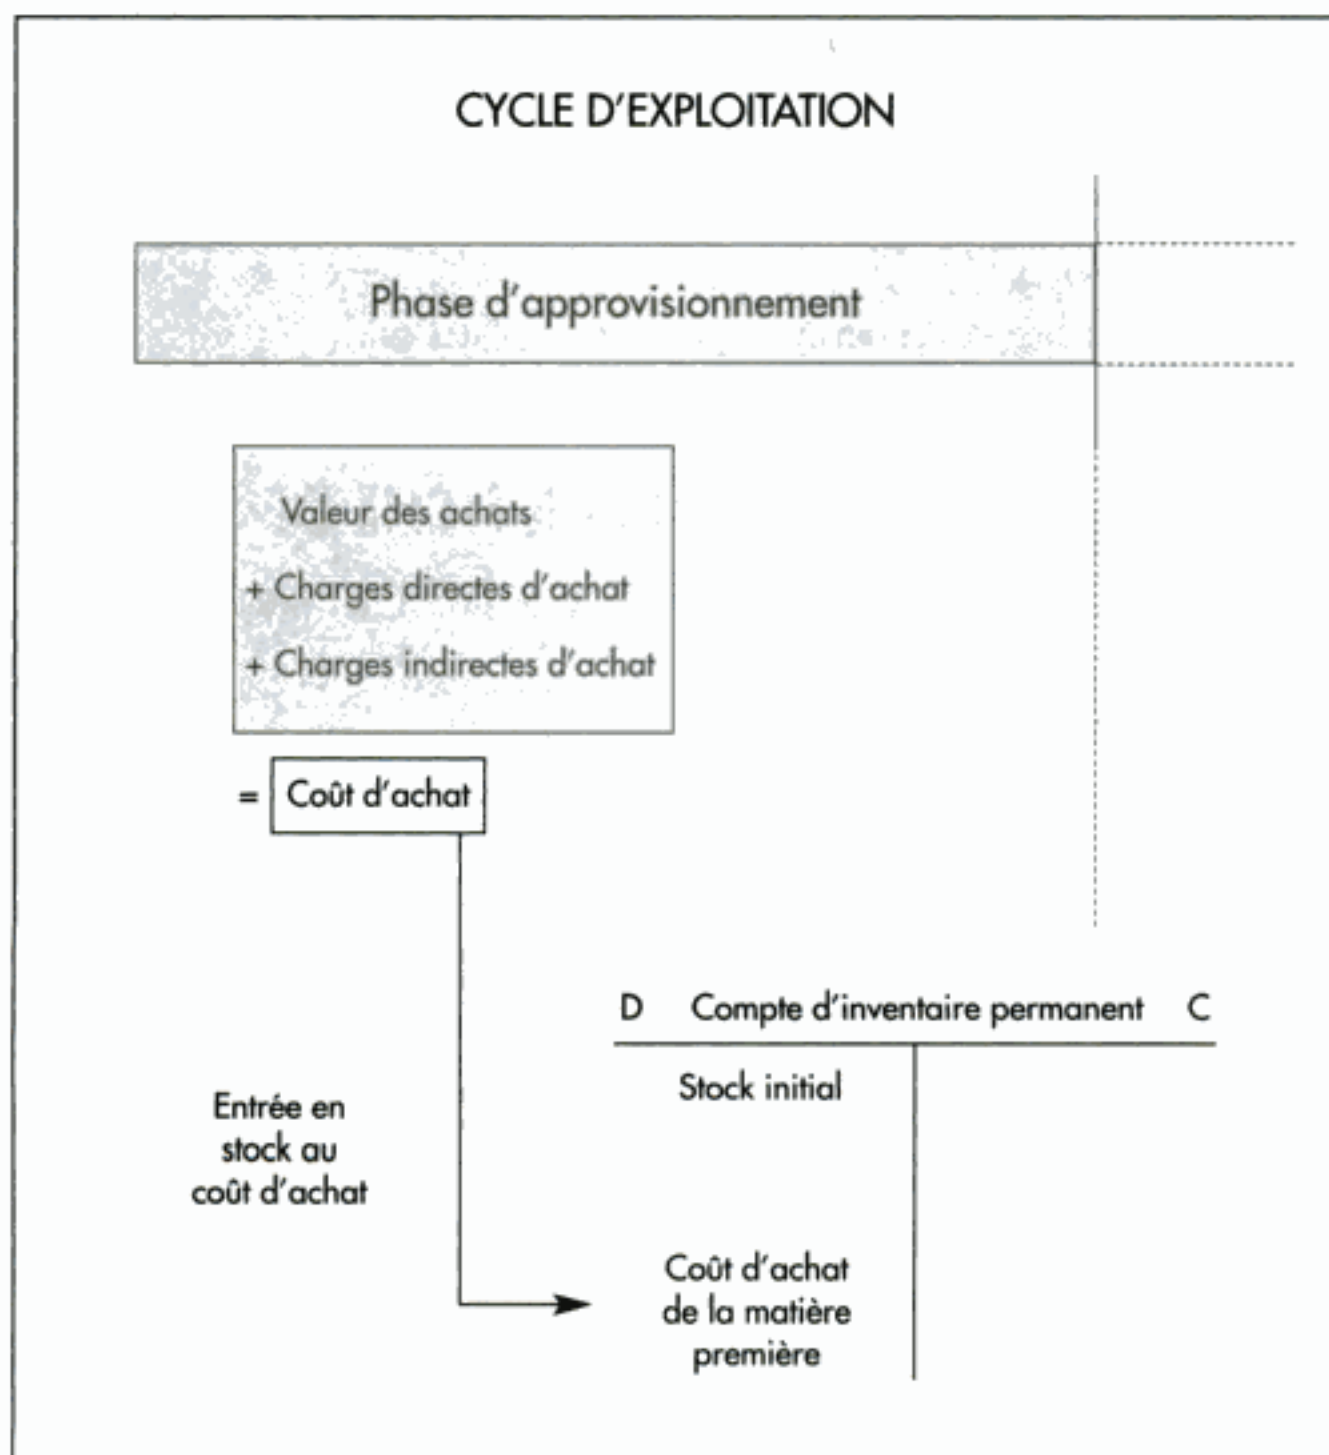 CYCLE D'EXPLOITATION
Phase d'approvisionnement
Valeur des achats
+ Charges directes d'achat
+ Charges indirectes d'achat
= Coût d'achat
D Compte d'inventaire permanent C
Stock initial
Entrée en
stock au
coût d'achat
Coût d'achat
de la matière
première